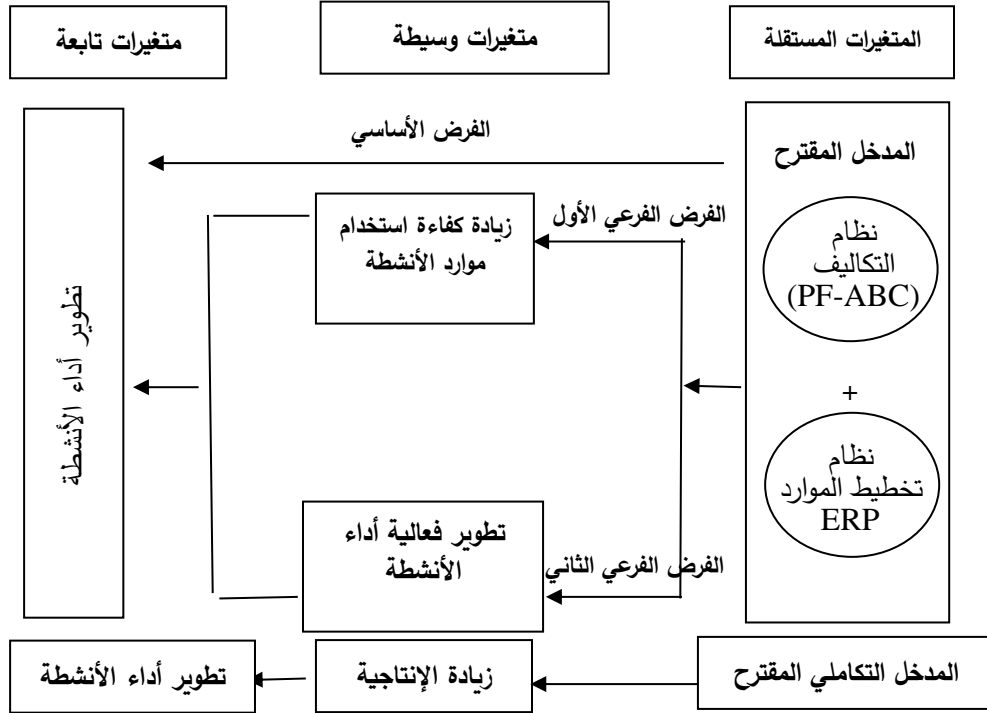 المتغيرات المستقلة
متغيرات وسيطة
متغيرات تابعة
المدخل المقترح
نظام
التكاليف
(PF-ABC)
+
نظام
تخطيط الموارد
ERP
الفرض الأساسي
الفرض الفرعي الأول
زيادة كفاءة استخدام
موارد الأنشطة
الفرض الفرعي الثاني
تطوير فعالية أداء
الأنشطة
تطوير أداء الأنشطة
المدخل التكاملي المقترح
زيادة الإنتاجية
تطوير أداء الأنشطة